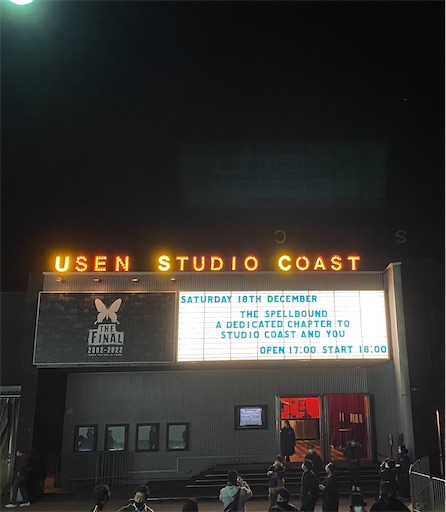 USEN STUDIO COAST
THE
FINAL
2002-2022
SATURDAY 18TH DECEMBER
THE SPELLBOUND
A DEDICATED CHAPTER TO
STUDIO COAST AND YOU
OPEN 17:00 START 18:00